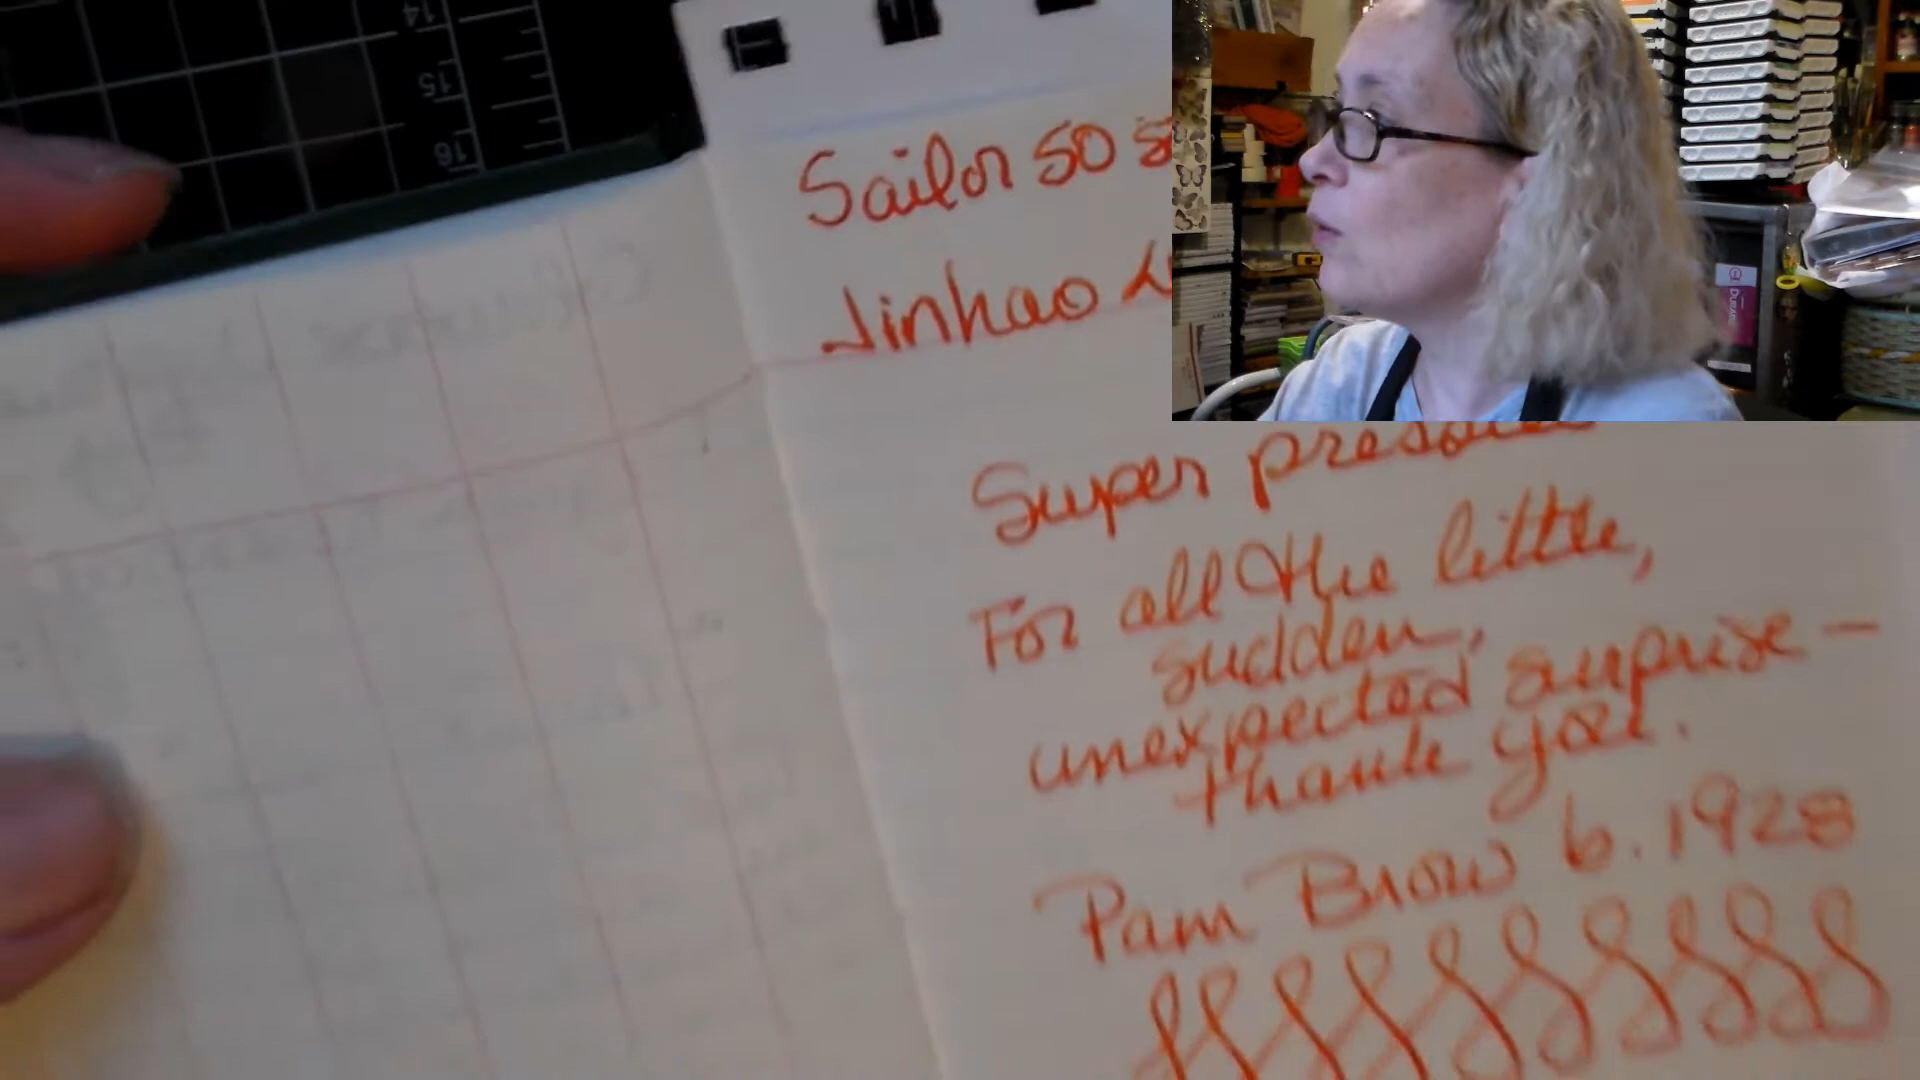 14
15
16
Sailor 50
Jinhao
Super
For all the little,
sudden,
unexpected surprise -
thank you.
Pam Brow b. 1928